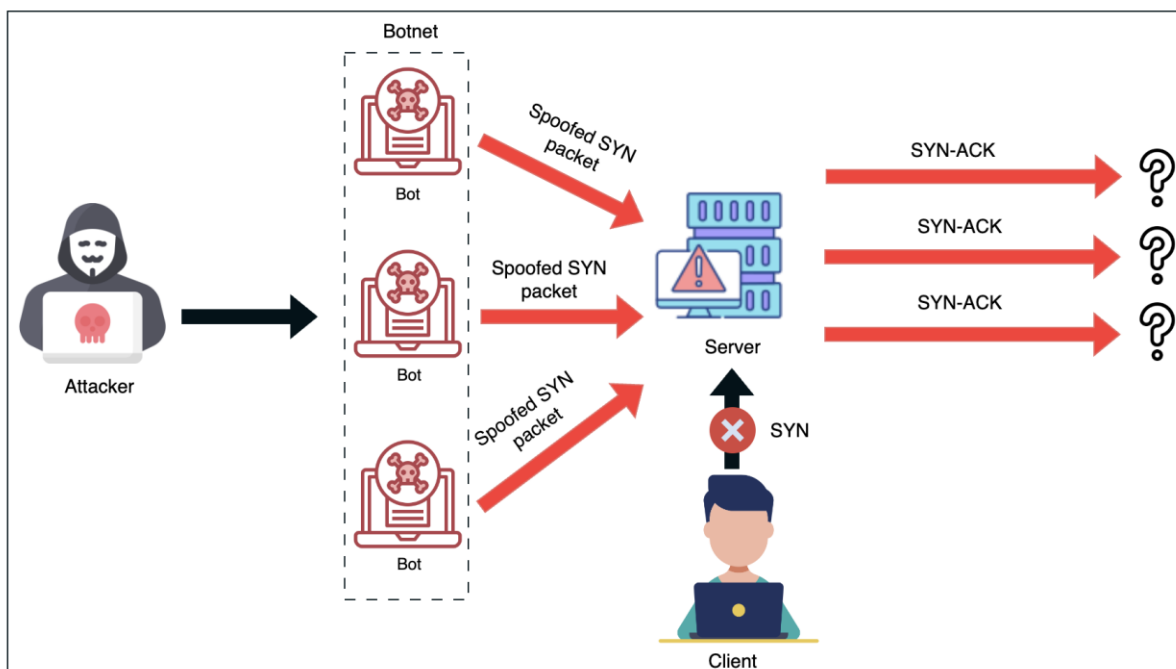 Botnet
Spoofed SYN
packet
Bot
SYN-ACK
Spoofed SYN
packet
SYN-ACK
Bot
SYN-ACK
Server
Attacker
Spoofed SYN
packet
SYN
Bot
Client